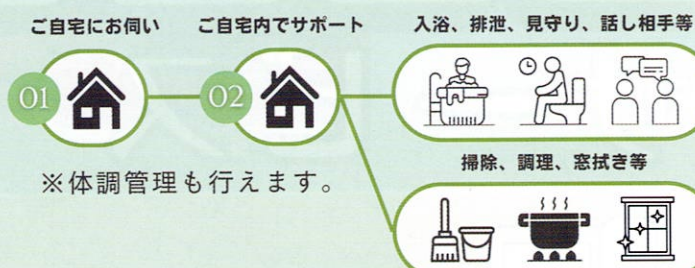 ご自宅にお伺い
ご自宅内でサポート
入浴、排泄、見守り、話し相手等
01
02
※体調管理も行えます。
掃除、調理、窓拭き等